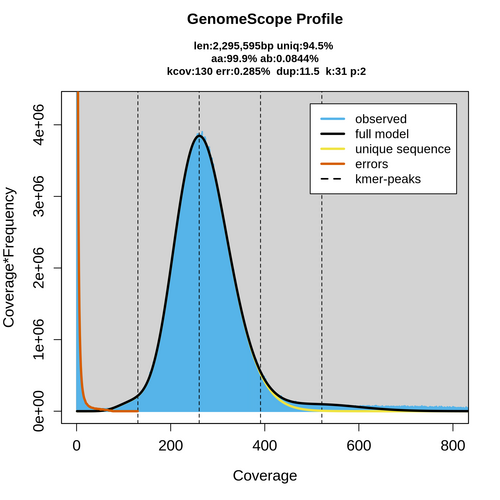 GenomeScope Profile
len:2,295,595bp uniq:94.5%
aa:99.9% ab:0.0844%
kcov:130 err:0.285% dup:11.5 k:31 p:2
observed
full model
unique sequence
errors
kmer-peaks
Coverage*Frequency
4e+06
3e+06
2e+06
1e+06
0e+00
0
200
400
600
800
Coverage